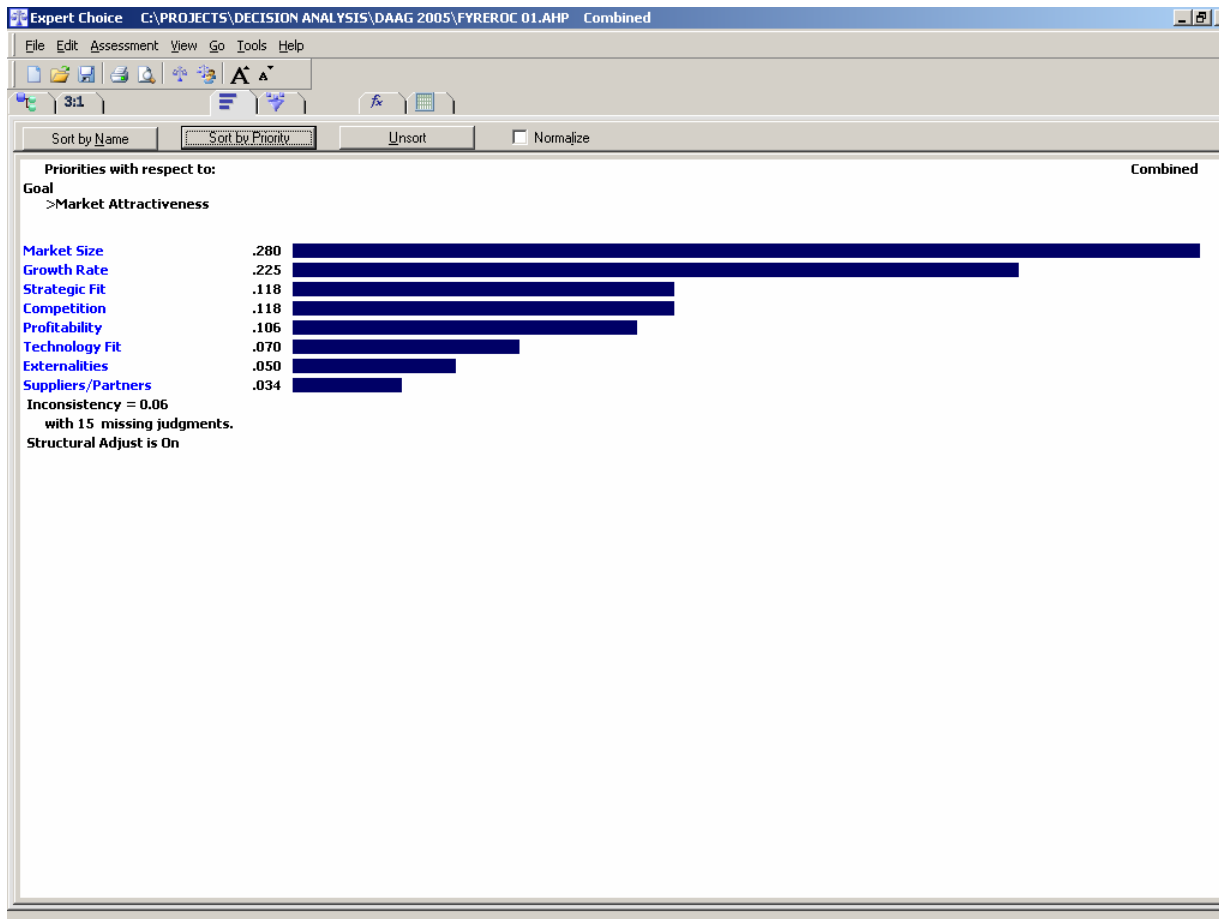 Expert Choice C:\PROJECTS\DECISION ANALYSIS\DAAG 2005\FYREROC 01.AHP Combined
File Edit Assessment View Go Tools Help
A A
3:1 fx
Sort by Name Sort by Priority Unsort Normalize
Priorities with respect to: Combined
Goal
>Market Attractiveness
Market Size .280
Growth Rate .225
Strategic Fit .118
Competition .118
Profitability .106
Technology Fit .070
Externalities .050
Suppliers/Partners .034
Inconsistency = 0.06
with 15 missing judgments.
Structural Adjust is On